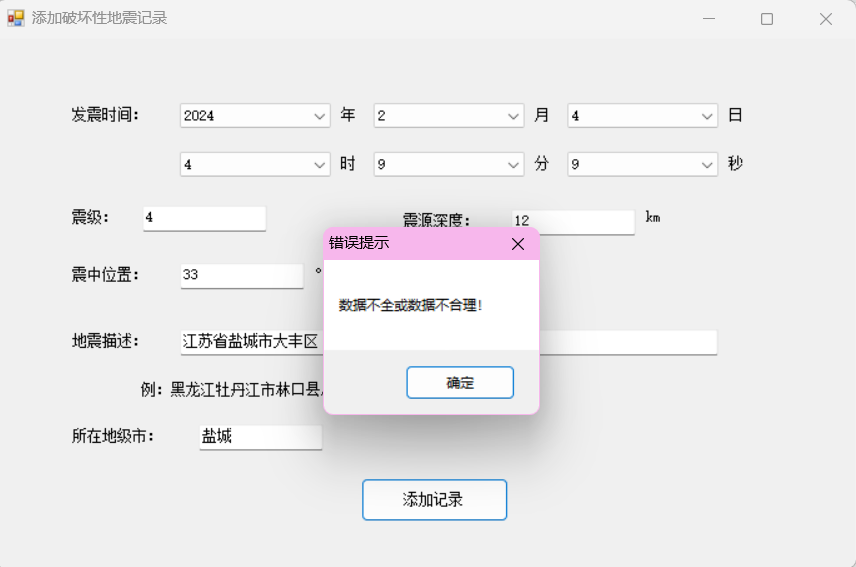 添加破坏性地震记录
发震时间： 2024 年 2 月 4 日
4 时 9 分 9 秒
震级： 4 震源深度： 12 km
错误提示
震中位置： 33 °
数据不全或数据不合理！
地震描述： 江苏省盐城市大丰区
确定
例：黑龙江牡丹江市林口县
所在地级市： 盐城
添加记录